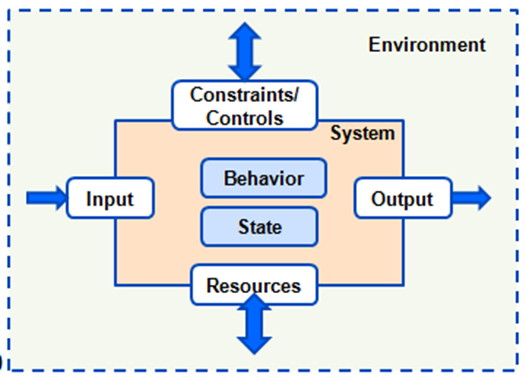 Environment
Constraints/
Controls
System
Behavior
Input
Output
State
Resources